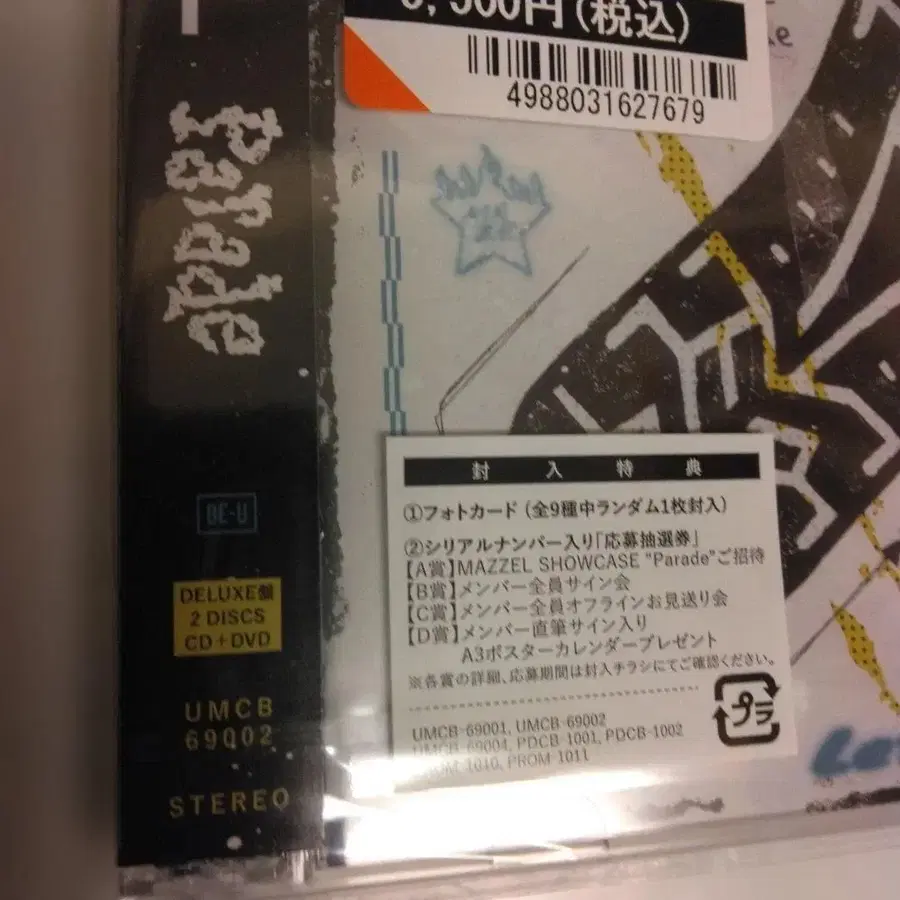 500円(税込)
4988031627679
Parade
封入特典
①フォトカード (全9種中ランダム1枚封入)
②シリアルナンバー入り「応募抽選券」
【A賞】MAZZEL SHOWCASE "Parade"ご招待
【B賞】メンバー全員サイン会
【C賞】メンバー全員オフラインお見送り会
【D賞】メンバー直筆サイン入り
A3ポスターカレンダープレゼント
※各賞の詳細、応募期間は封入チラシにてご確認ください。
UMCB-69001, UMCB-69002
UMCB-69004, PDCB-1001, PDCB-1002
PROM-1010, PROM-1011
プラ
BE-U
DELUXE盤
2 DISCS
CD+DVD
UMCB
69002
STEREO